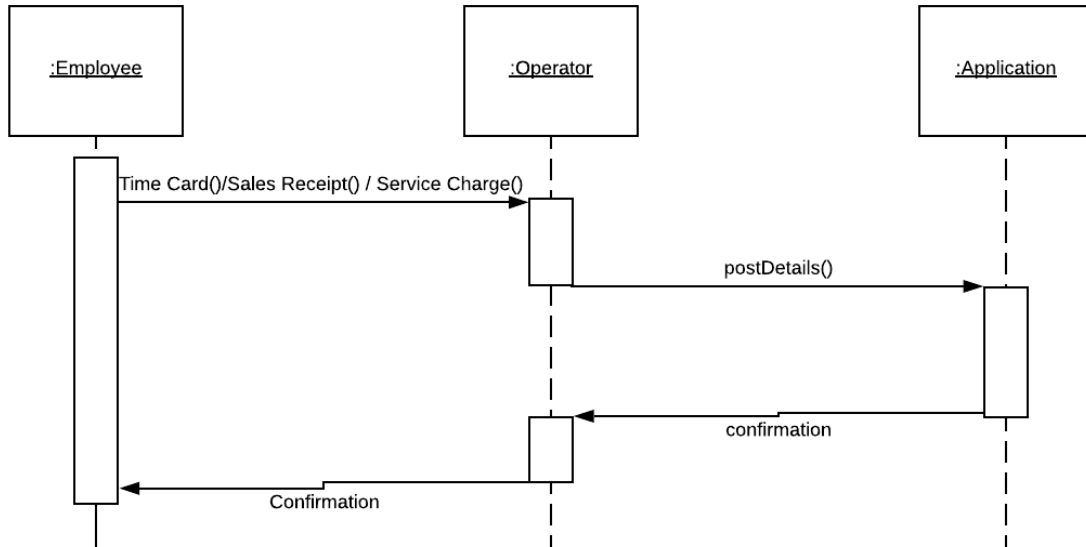 :Employee
:Operator
:Application
Time Card()/Sales Receipt() / Service Charge()
postDetails()
confirmation
Confirmation